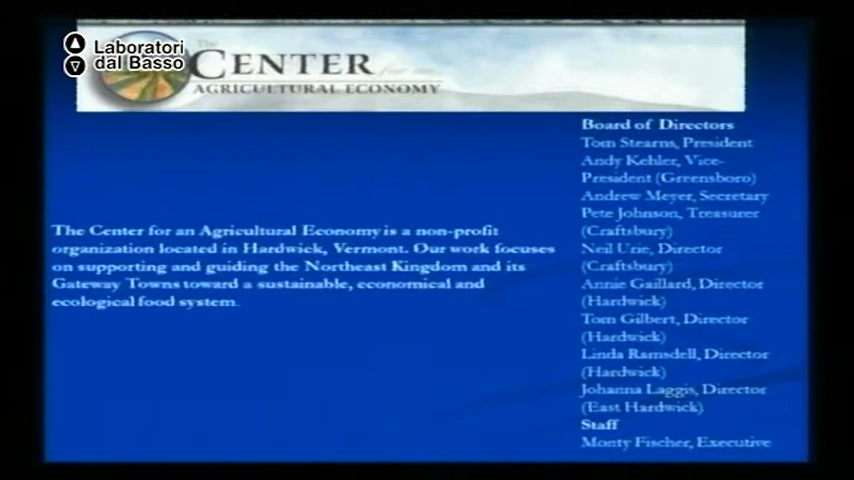 Laboratori
dal Basso
The
CENTER
for an
AGRICULTURAL ECONOMY
The Center for an Agricultural Economy is a non-profit
organization located in Hardwick, Vermont. Our work focuses
on supporting and guiding the Northeast Kingdom and its
Gateway Towns toward a sustainable, economical and
ecological food system.
Board of Directors
Tom Stearns, President
Andy Kehler, Vice-
President (Greensboro)
Andrew Meyer, Secretary
Pete Johnson, Treasurer
(Craftsbury)
Neil Urie, Director
(Craftsbury)
Annie Gaillard, Director
(Hardwick)
Tom Gilbert, Director
(Hardwick)
Linda Ramsdell, Director
(Hardwick)
Johanna Laggis, Director
(East Hardwick)
Staff
Monty Fischer, Executive